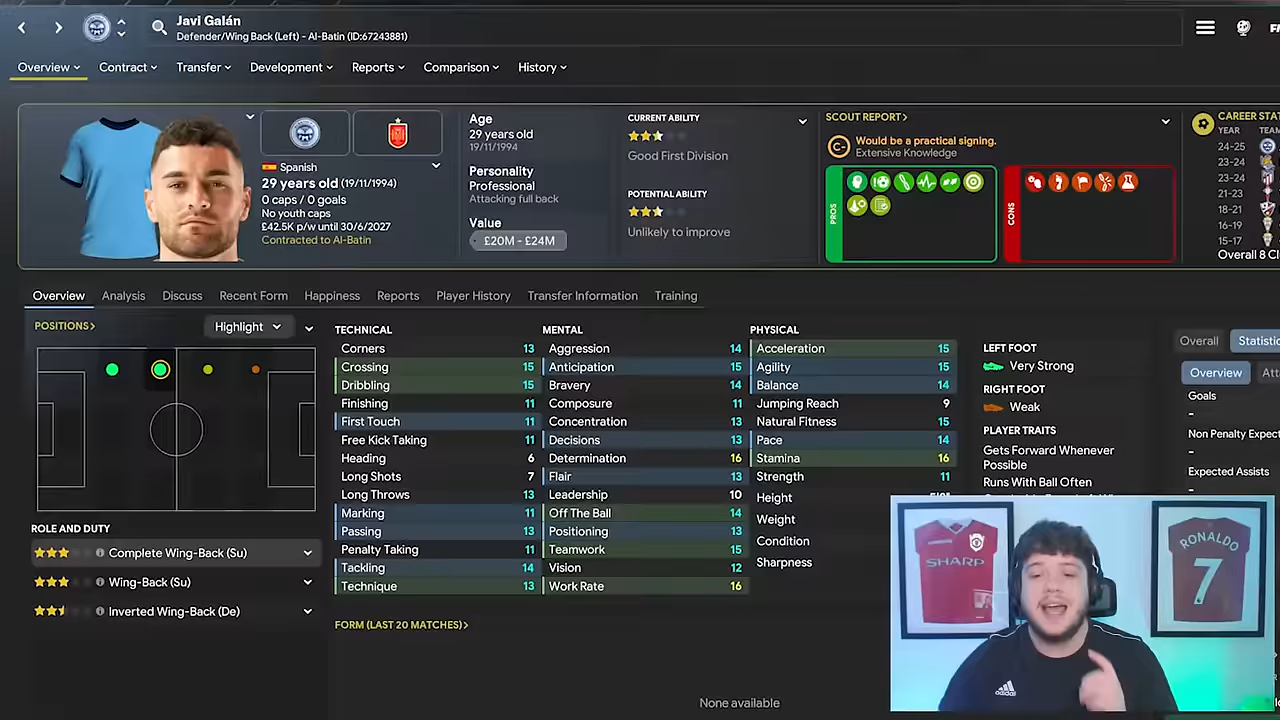 Javi Galán
Defender/Wing Back (Left) - Al-Batin (ID:67243881)
FA
Overview
Contract
Transfer
Development
Reports
Comparison
History
Spanish
29 years old (19/11/1994)
0 caps / 0 goals
No youth caps
£42.5K p/w until 30/6/2027
Contracted to Al-Batin
Age
29 years old
19/11/1994
Personality
Professional
Attacking full back
Value
£20M - £24M
CURRENT ABILITY
Good First Division
POTENTIAL ABILITY
Unlikely to improve
SCOUT REPORT>
C-
Would be a practical signing.
Extensive Knowledge
PROS
CONS
CAREER STA
YEAR TEA
24-25
23-24
23-24
21-23
18-21
16-19
15-17
Overall 8 Cl
Overview Analysis Discuss Recent Form Happiness Reports Player History Transfer Information Training
POSITIONS>
Highlight
ROLE AND DUTY
Complete Wing-Back (Su)
Wing-Back (Su)
Inverted Wing-Back (De)
TECHNICAL
Corners 13
Crossing 15
Dribbling 15
Finishing 11
First Touch 11
Free Kick Taking 11
Heading 6
Long Shots 7
Long Throws 13
Marking 11
Passing 13
Penalty Taking 11
Tackling 14
Technique 13
MENTAL
Aggression 14
Anticipation 15
Bravery 14
Composure 11
Concentration 13
Decisions 13
Determination 16
Flair 13
Leadership 10
Off The Ball 14
Positioning 13
Teamwork 15
Vision 12
Work Rate 16
PHYSICAL
Acceleration 15
Agility 15
Balance 14
Jumping Reach 9
Natural Fitness 15
Pace 14
Stamina 16
Strength 11
Height
Weight
Condition
Sharpness
LEFT FOOT
Very Strong
RIGHT FOOT
Weak
PLAYER TRAITS
Gets Forward Whenever
Possible
Runs With Ball Often
Overall
Statistic
Overview
Att
Goals
-
Non Penalty Expect
-
Expected Assists
-
FORM (LAST 20 MATCHES)>
None available
SHARP
RONALDO
7
adidas